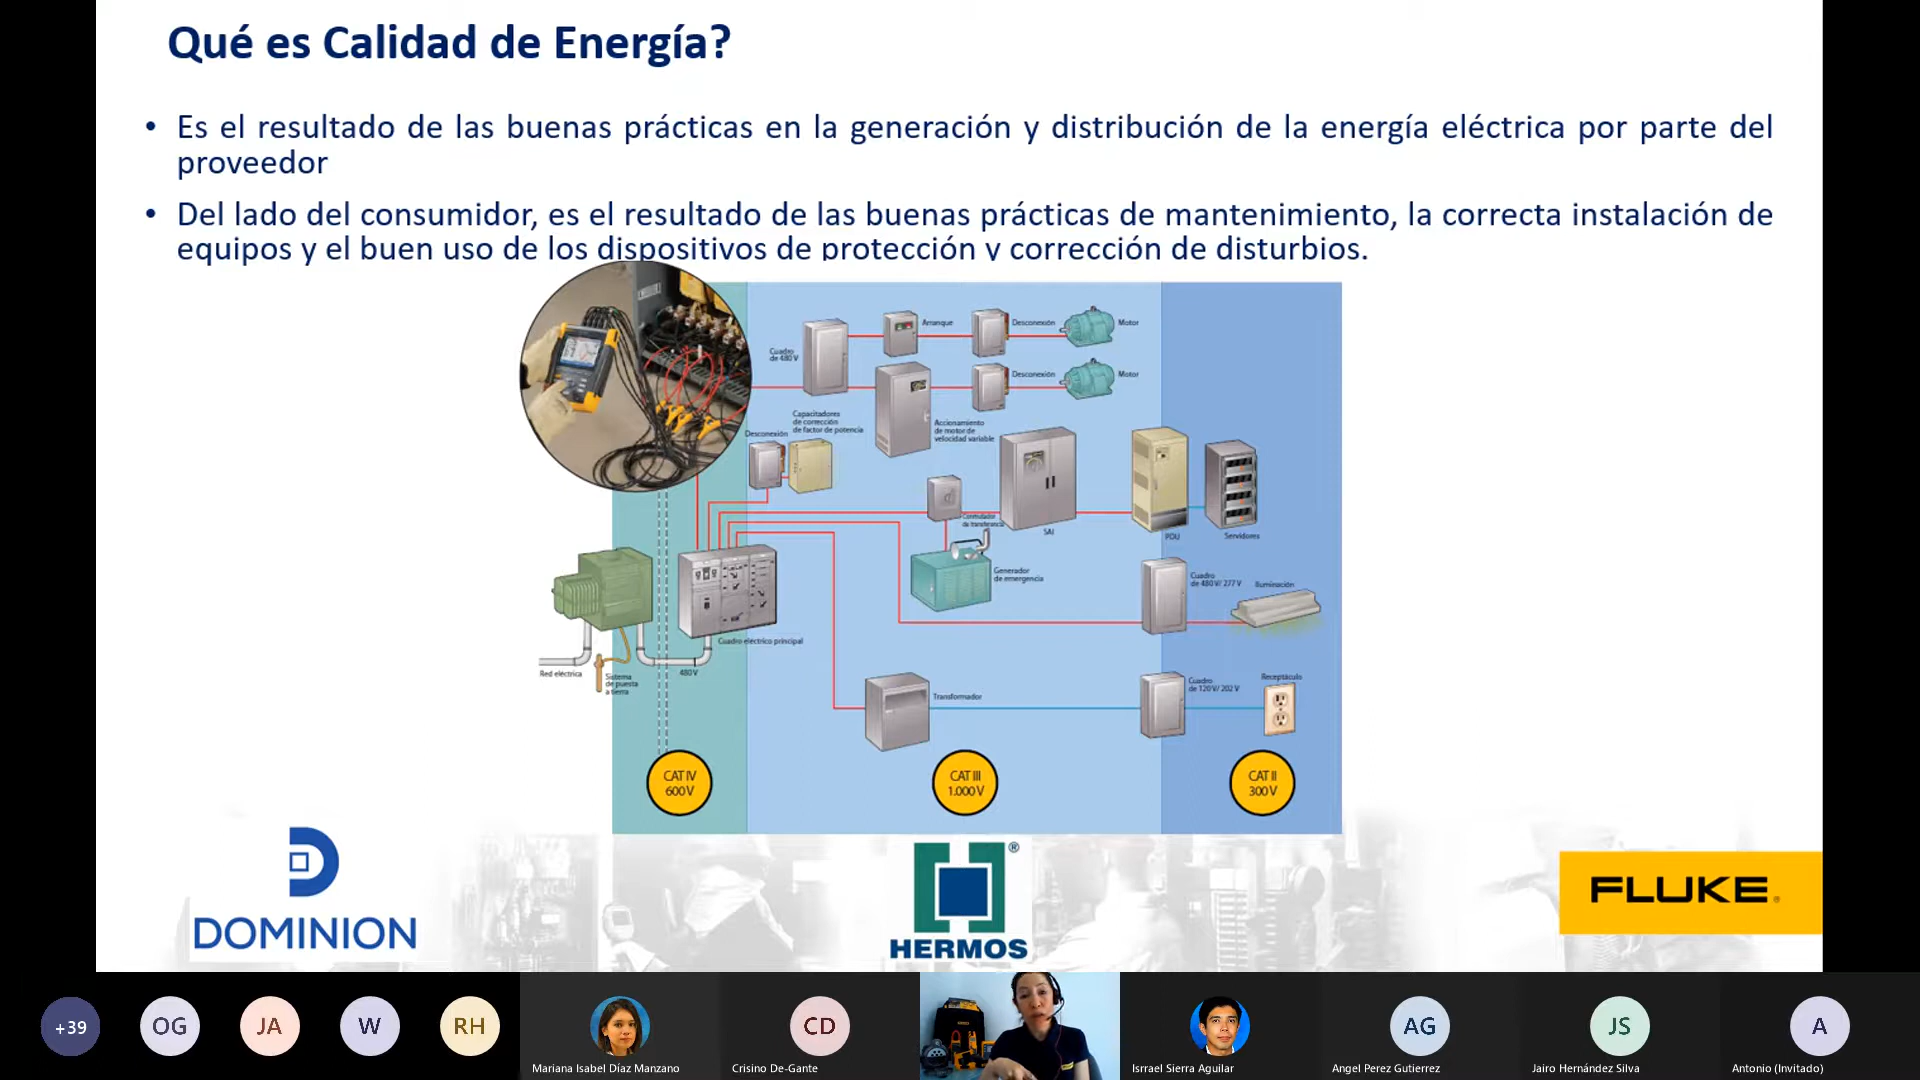 Qué es Calidad de Energía?
• Es el resultado de las buenas prácticas en la generación y distribución de la energía eléctrica por parte del
proveedor
• Del lado del consumidor, es el resultado de las buenas prácticas de mantenimiento, la correcta instalación de
equipos y el buen uso de los dispositivos de protección y corrección de disturbios.
Arranque
Desconexión
Motor
Cuadro
de 480 V
Desconexión
Motor
Capacitadores
de corrección
de factor de potencia
Accionamiento
de motor de
velocidad variable
Desconexión
Controlador
de transferencia
SAI
PDU
Servidores
Generador
de emergencia
Cuadro
de 480 V/ 277 V
Iluminación
Cuadro electrico principal
Red eléctrica
Sistema
de puesta
a tierra
480 V
Transformador
Cuadro
de 120 V/ 202 V
Receptáculo
CAT IV
600 V
CAT III
1.000 V
CAT II
300 V
DOMINION
HERMOS
®
FLUKE®
+39
OG
JA
W
RH
Mariana Isabel Díaz Manzano
CD
Crisino De-Gante
Isrrael Sierra Aguilar
AG
Angel Perez Gutierrez
JS
Jairo Hernández Silva
A
Antonio (Invitado)